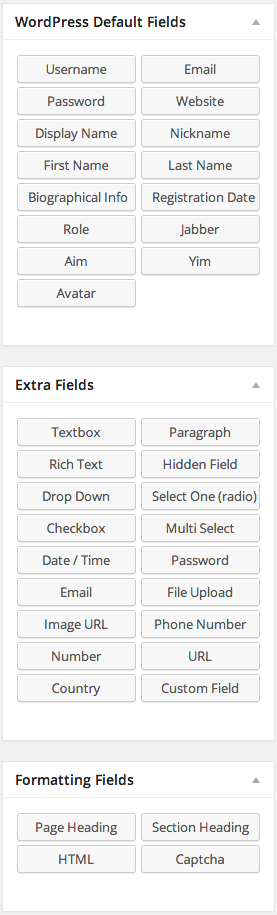 WordPress Default Fields
Username Email
Password Website
Display Name Nickname
First Name Last Name
Biographical Info Registration Date
Role Jabber
Aim Yim
Avatar
Extra Fields
Textbox Paragraph
Rich Text Hidden Field
Drop Down Select One (radio)
Checkbox Multi Select
Date / Time Password
Email File Upload
Image URL Phone Number
Number URL
Country Custom Field
Formatting Fields
Page Heading Section Heading
HTML Captcha